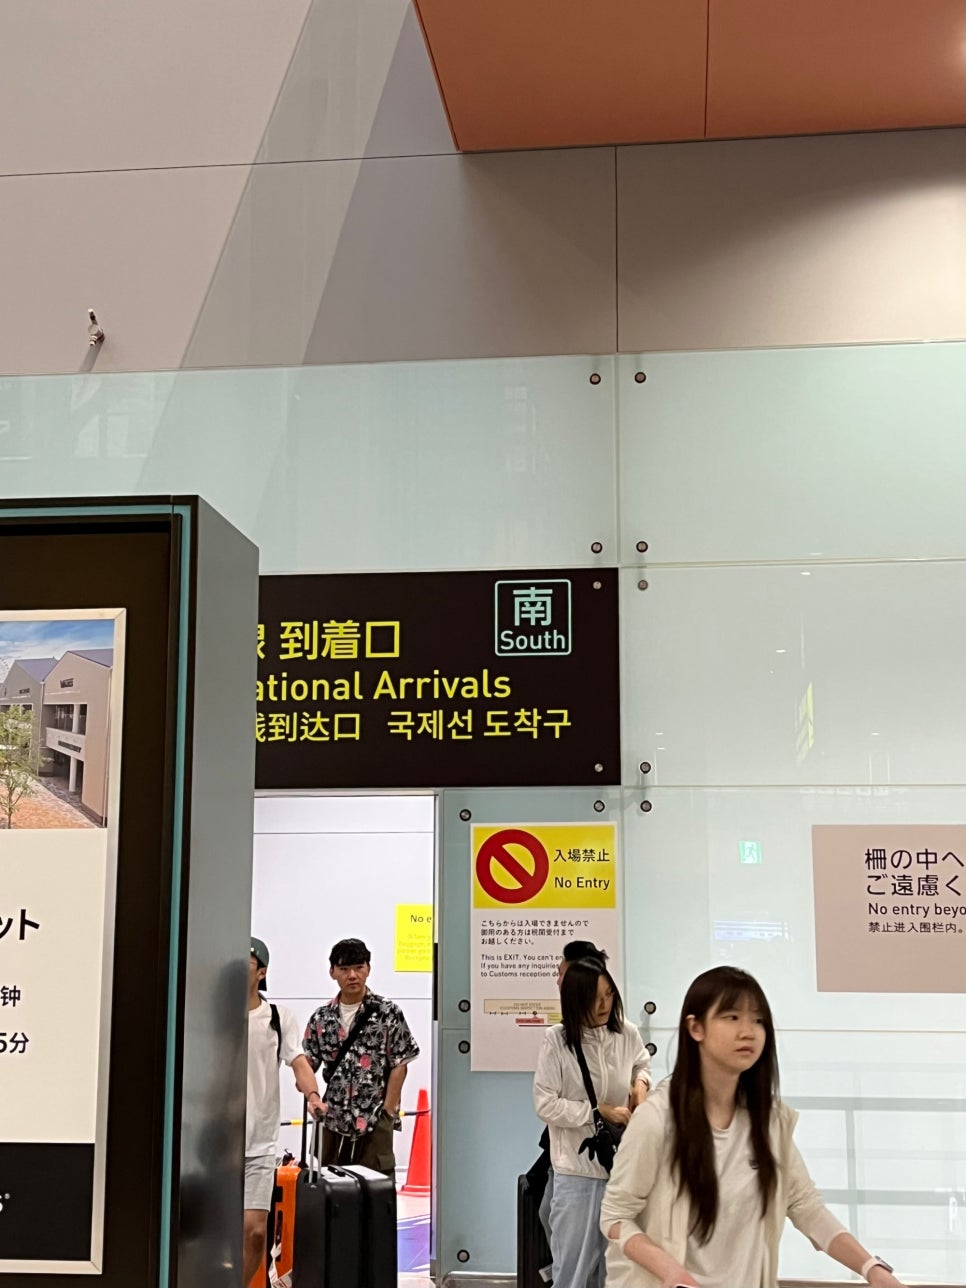 到着口
南
South
ational Arrivals
到达口 국제선 도착구
入場禁止
No Entry
こちらからは入場できませんので
御用のある方は税関受付まで
お越しください。
This is EXIT. You can't en
If you have any inquiries
to Customs reception de
No e
柵の中へ
ご遠慮く
No entry beyo
禁止进入围栏内。
ット
钟
5分